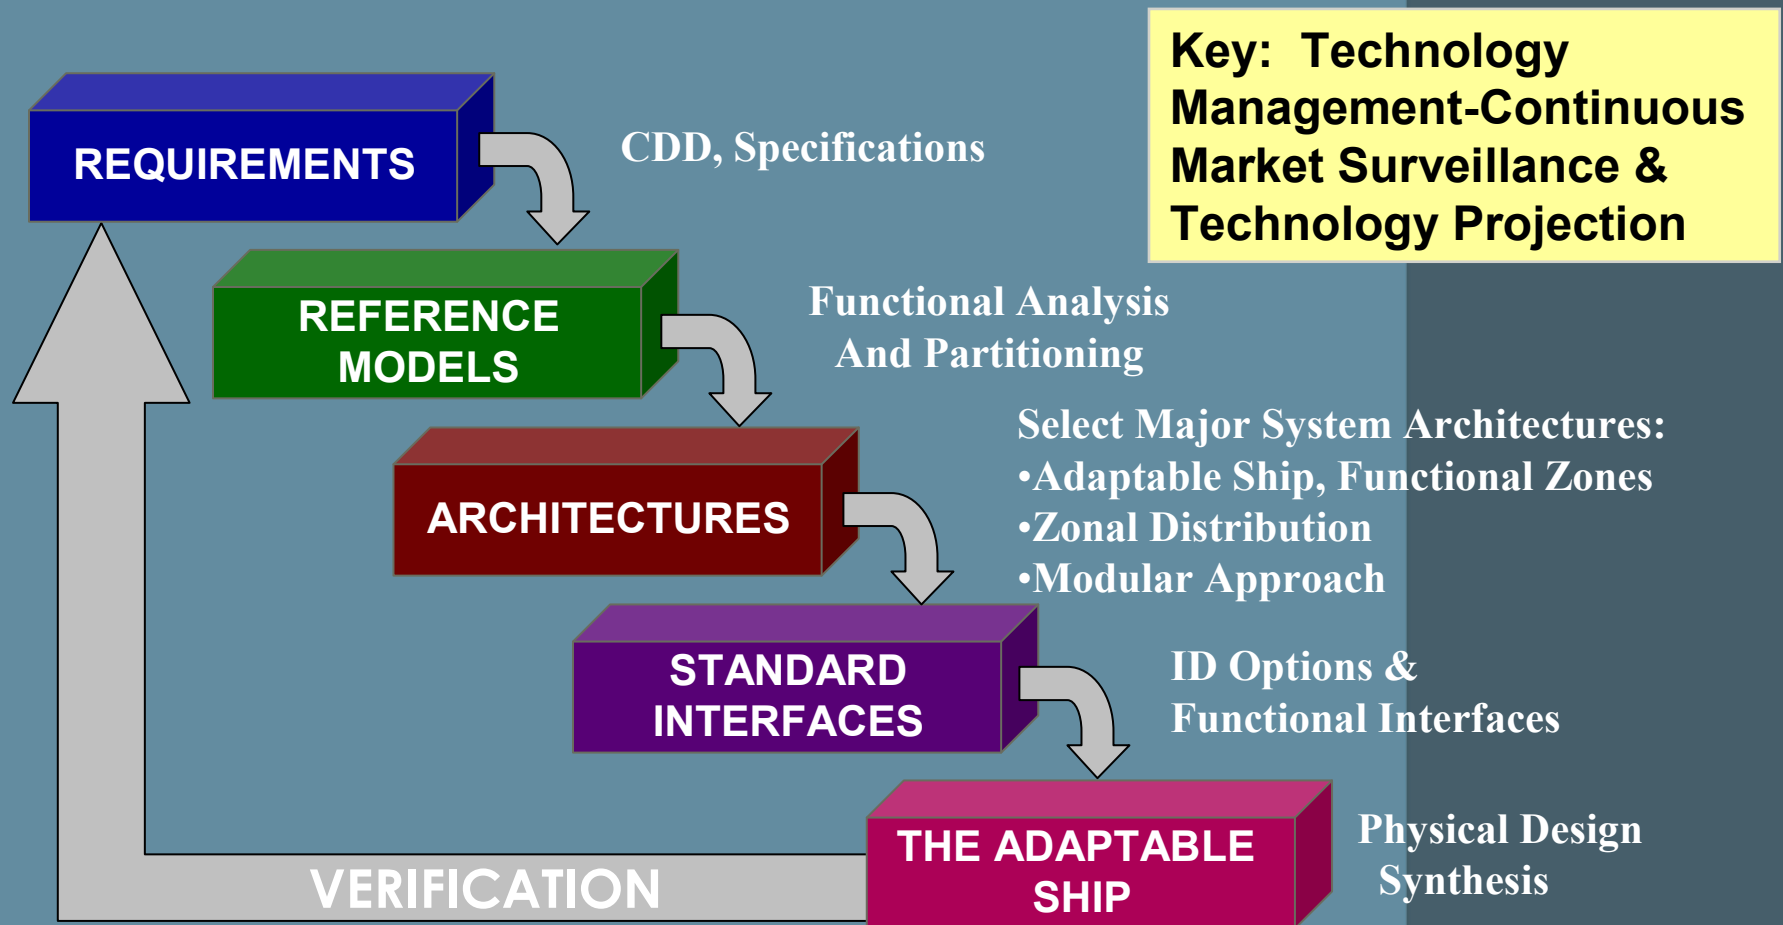 Key: Technology
Management-Continuous
Market Surveillance &
Technology Projection
REQUIREMENTS
CDD, Specifications
REFERENCE
MODELS
Functional Analysis
And Partitioning
ARCHITECTURES
Select Major System Architectures:
•Adaptable Ship, Functional Zones
•Zonal Distribution
•Modular Approach
STANDARD
INTERFACES
ID Options &
Functional Interfaces
THE ADAPTABLE
SHIP
Physical Design
Synthesis
VERIFICATION